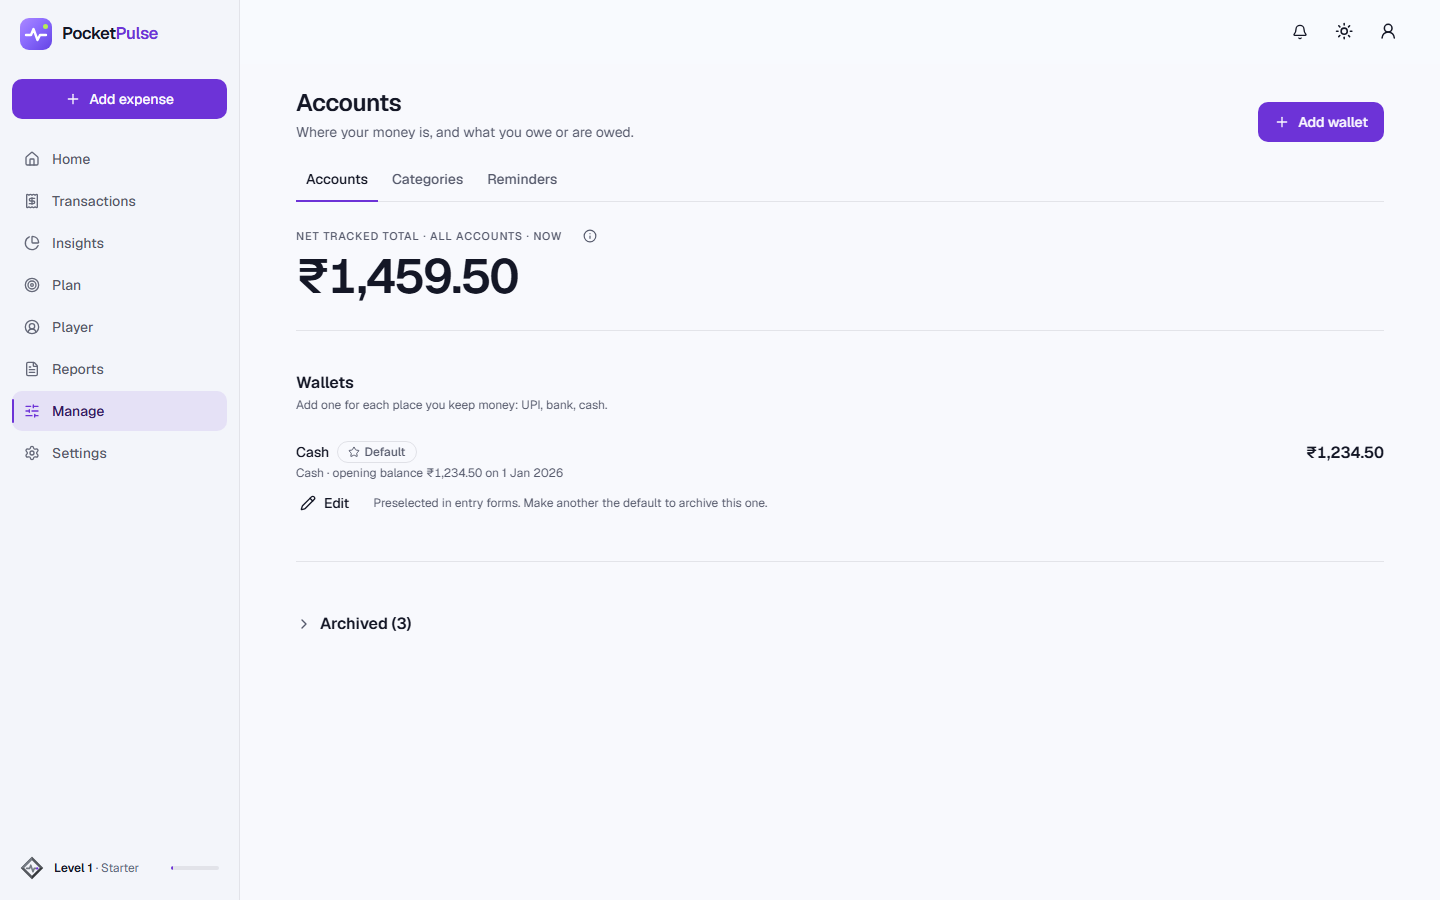 PocketPulse
Add expense
Home
Transactions
Insights
Plan
Player
Reports
Manage
Settings
Level 1 · Starter
Accounts
Where your money is, and what you owe or are owed.
Add wallet
Accounts Categories Reminders
NET TRACKED TOTAL · ALL ACCOUNTS · NOW
₹1,459.50
Wallets
Add one for each place you keep money: UPI, bank, cash.
Cash Default ₹1,234.50
Cash · opening balance ₹1,234.50 on 1 Jan 2026
Edit Preselected in entry forms. Make another the default to archive this one.
Archived (3)